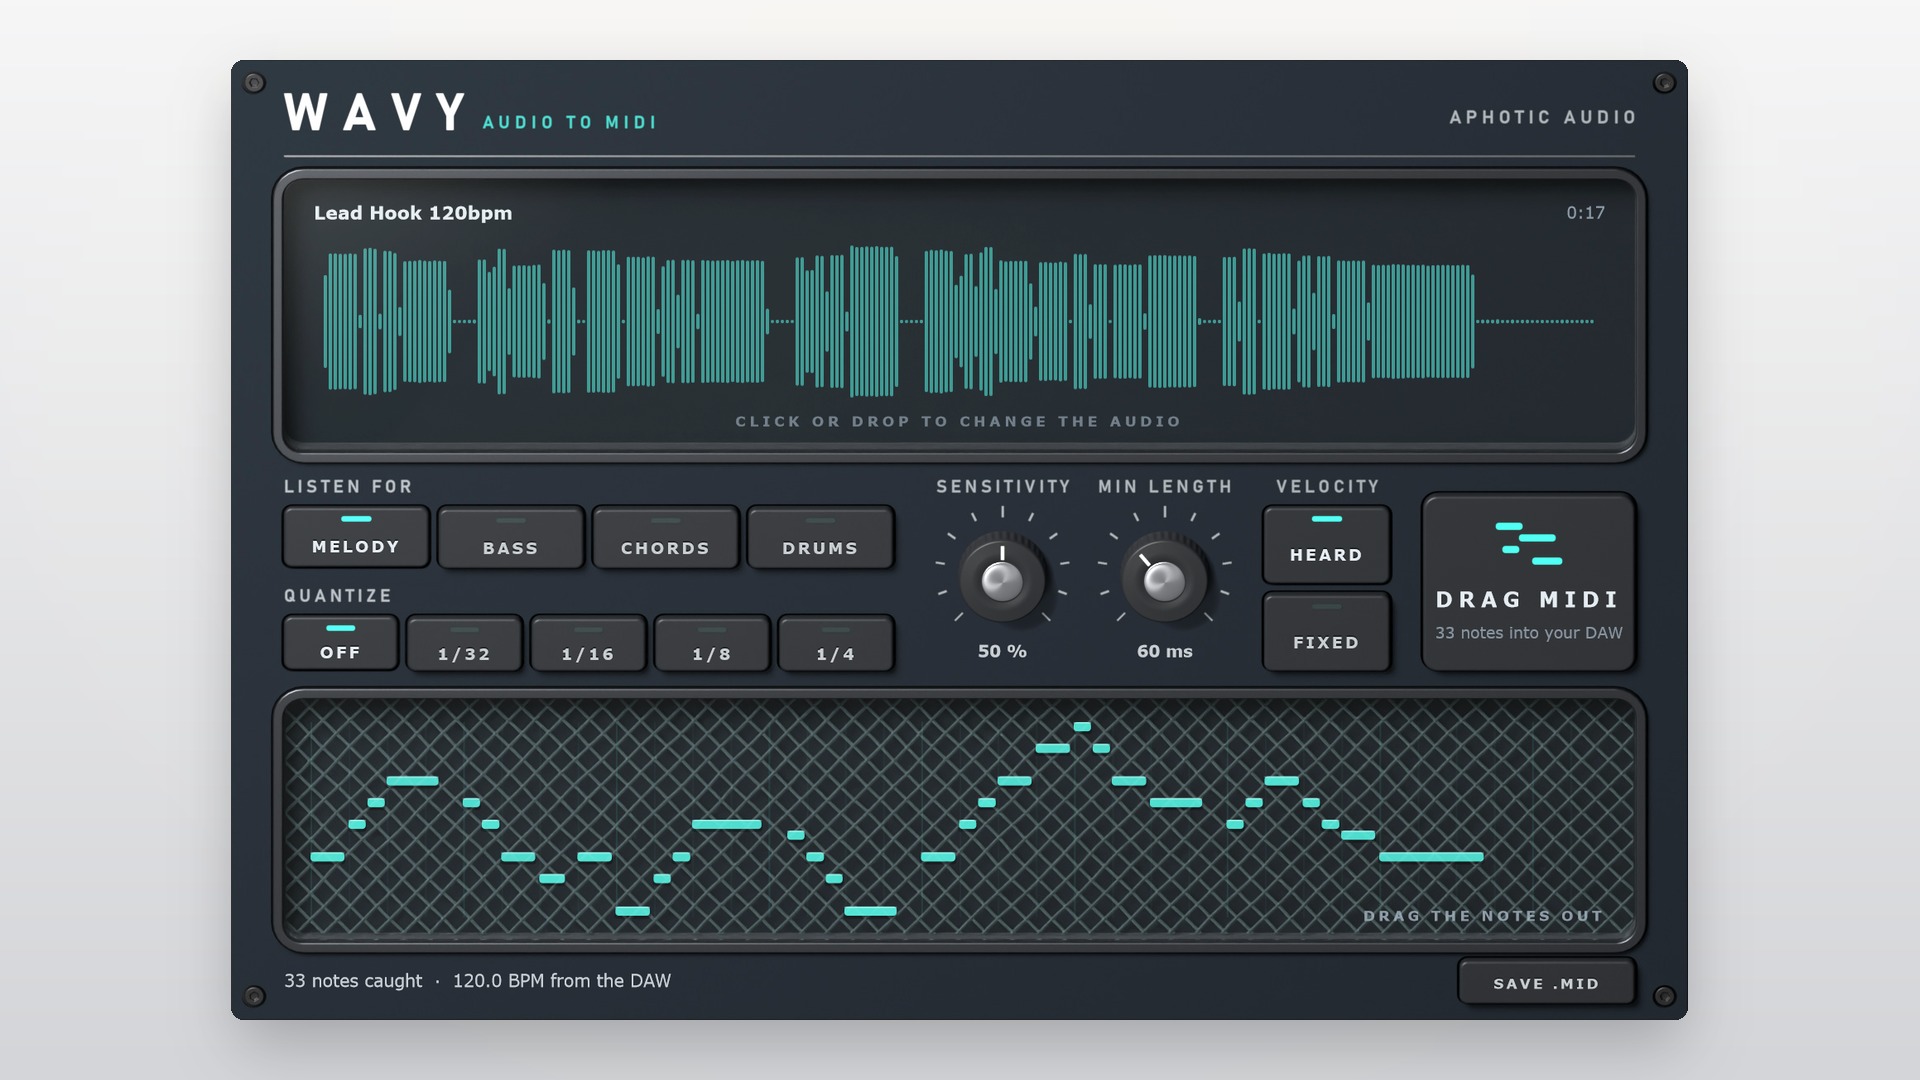 WAVY AUDIO TO MIDI
APHOTIC AUDIO
Lead Hook 120bpm
0:17
CLICK OR DROP TO CHANGE THE AUDIO
LISTEN FOR
MELODY
BASS
CHORDS
DRUMS
QUANTIZE
OFF
1/32
1/16
1/8
1/4
SENSITIVITY
50 %
MIN LENGTH
60 ms
VELOCITY
HEARD
FIXED
DRAG MIDI
33 notes into your DAW
DRAG THE NOTES OUT
33 notes caught · 120.0 BPM from the DAW
SAVE .MID